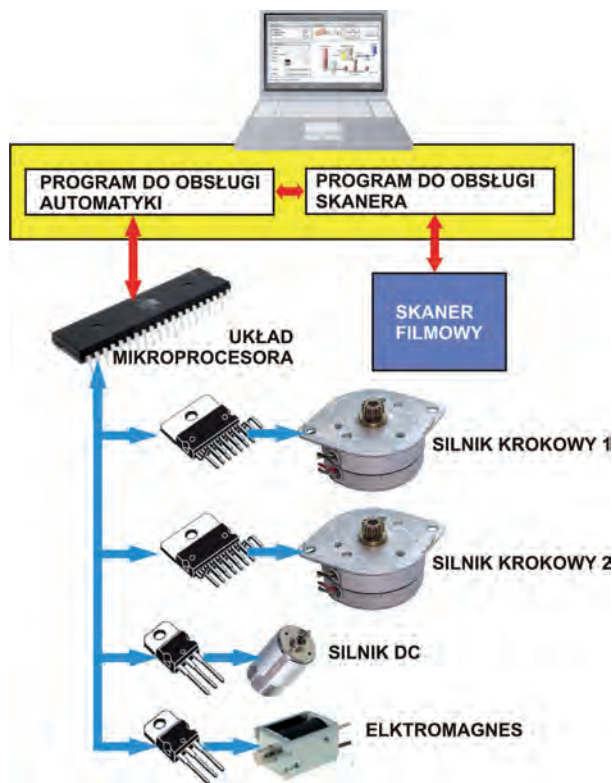 PROGRAM DO OBSŁUGI
AUTOMATYKI
PROGRAM DO OBSŁUGI
SKANERA
SKANER
FILMOWY
UKŁAD
MIKROPROCESORA
SILNIK KROKOWY 1
SILNIK KROKOWY 2
SILNIK DC
ELKTROMAGNES